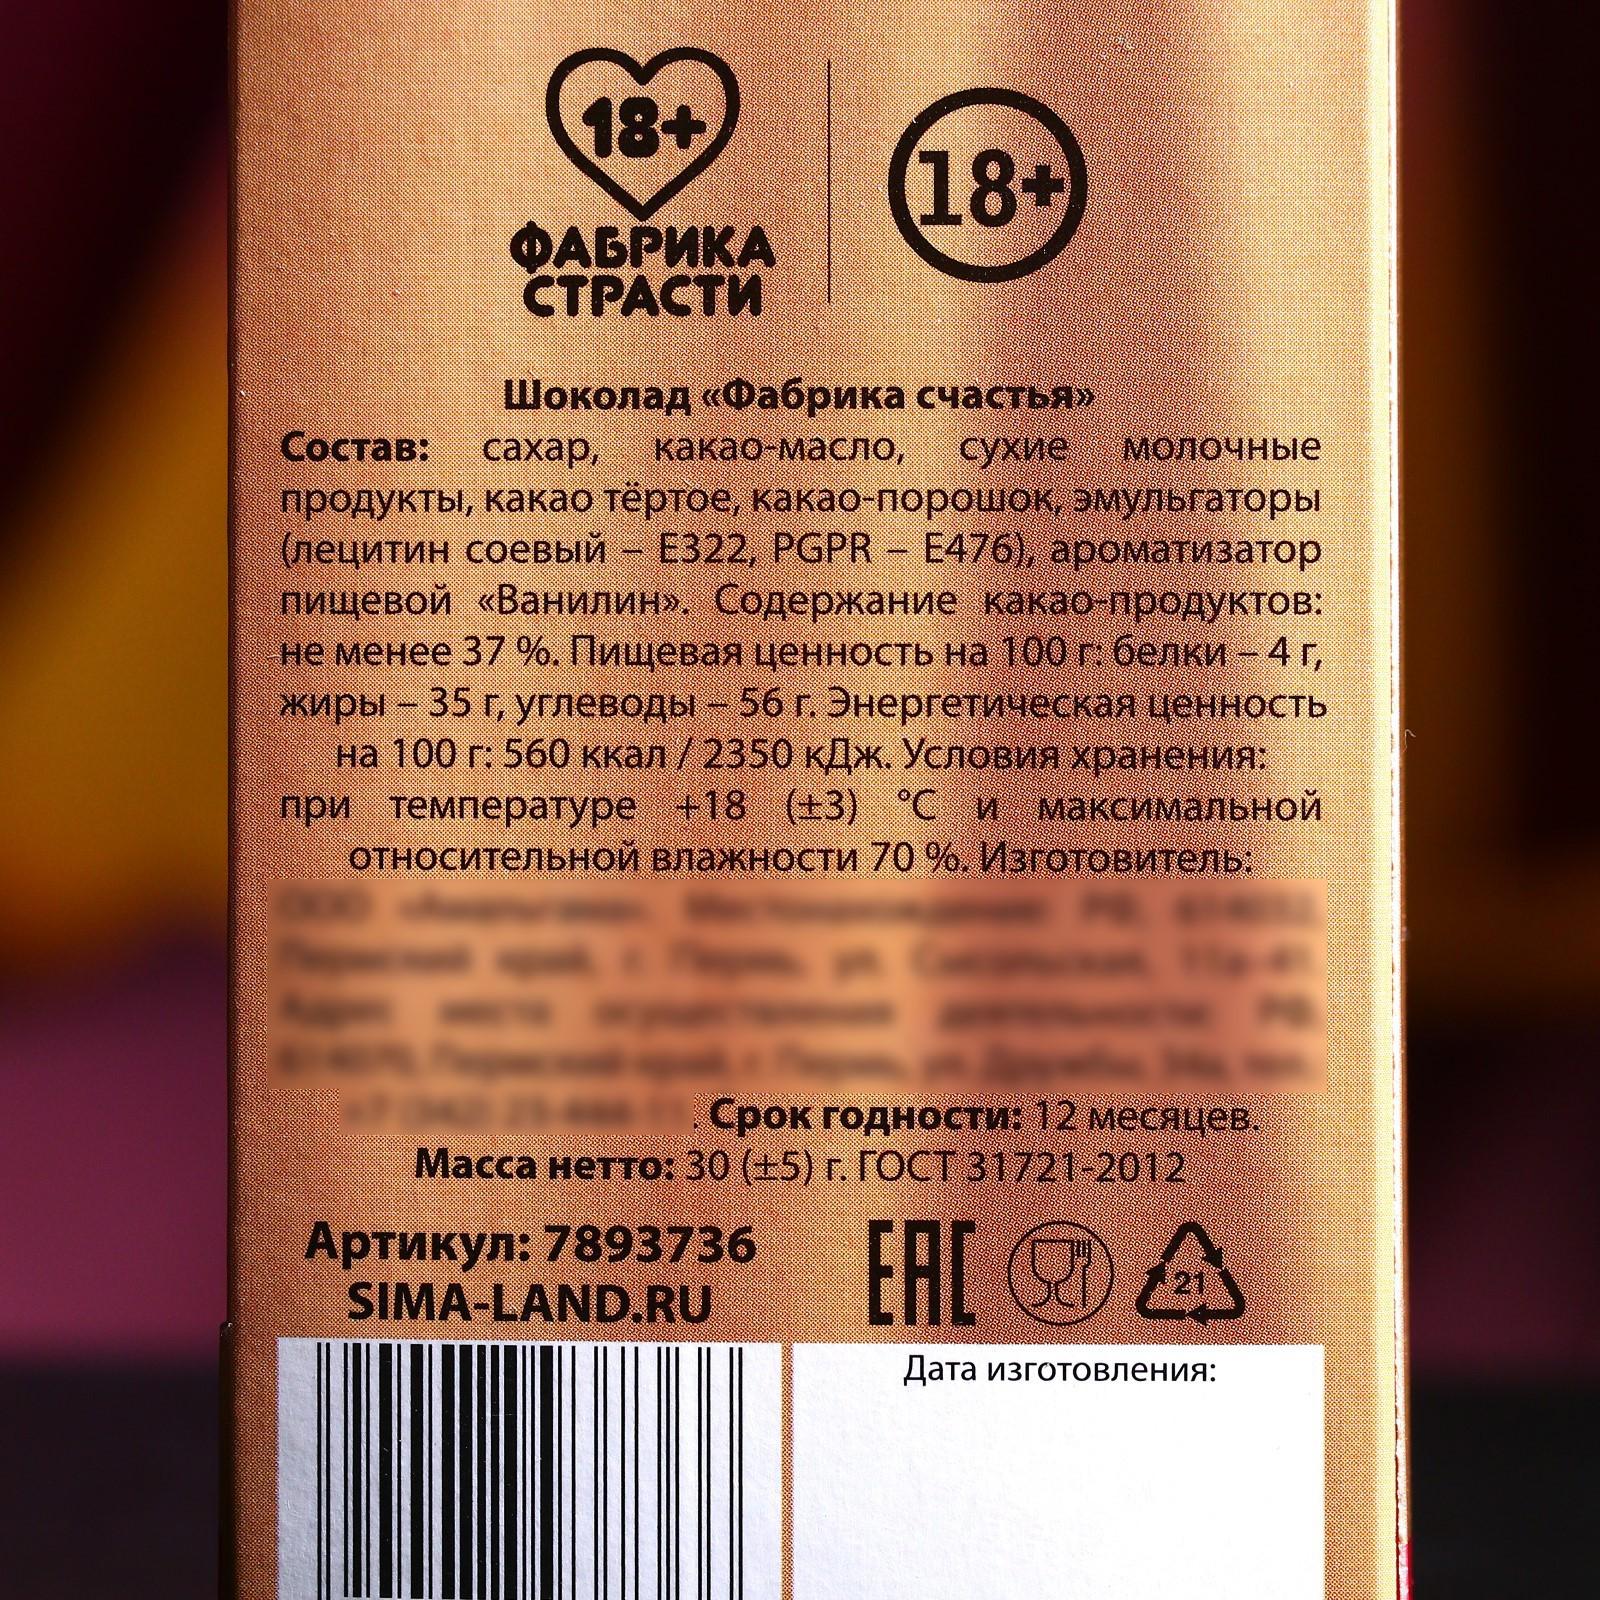 18+
ФАБРИКА
СТРАСТИ
18+
Шоколад «Фабрика счастья»
Состав: сахар, какао-масло, сухие молочные
продукты, какао тёртое, какао-порошок, эмульгаторы
(лецитин соевый – Е322, PGPR – Е476), ароматизатор
пищевой «Ванилин». Содержание какао-продуктов:
не менее 37 %. Пищевая ценность на 100 г: белки – 4 г,
жиры – 35 г, углеводы – 56 г. Энергетическая ценность
на 100 г: 560 ккал / 2350 кДж. Условия хранения:
при температуре +18 (±3) °С и максимальной
относительной влажности 70 %. Изготовитель:
. Срок годности: 12 месяцев.
Масса нетто: 30 (±5) г. ГОСТ 31721-2012
Артикул: 7893736
SIMA-LAND.RU
EAC
21
Дата изготовления: